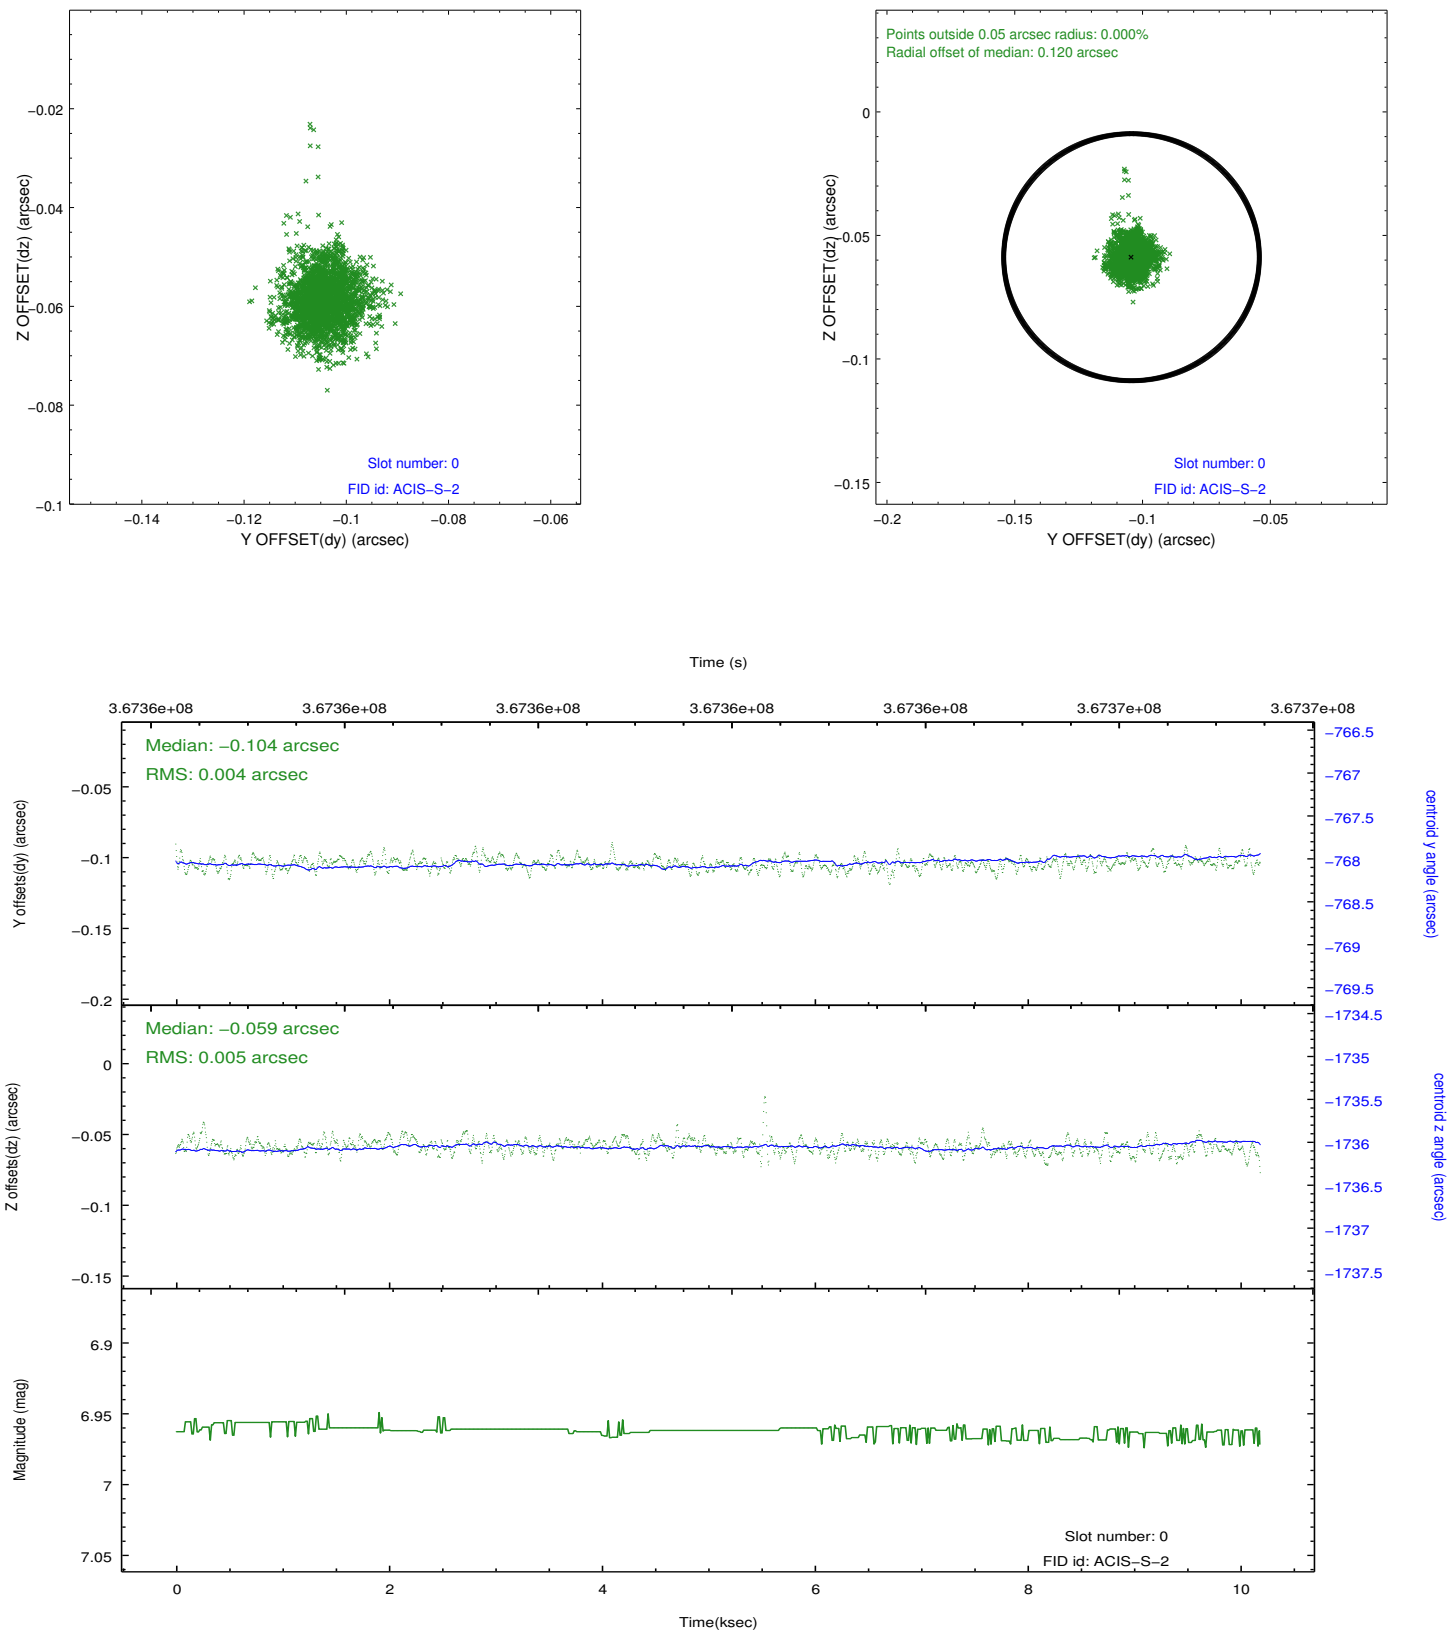 −0.02
−0.04
−0.06
−0.08
−0.1
Z OFFSET(dz) (arcsec)
Slot number: 0
FID id: ACIS−S−2
−0.14 −0.12 −0.1 −0.08 −0.06
Y OFFSET(dy) (arcsec)
Points outside 0.05 arcsec radius: 0.000%
Radial offset of median: 0.120 arcsec
0
−0.05
−0.1
−0.15
Z OFFSET(dz) (arcsec)
Slot number: 0
FID id: ACIS−S−2
−0.2 −0.15 −0.1 −0.05
Y OFFSET(dy) (arcsec)
Time (s)
3.6736e+08 3.6736e+08 3.6736e+08 3.6736e+08 3.6736e+08 3.6737e+08 3.6737e+08
Median: −0.104 arcsec
RMS: 0.004 arcsec
−0.05
−0.1
−0.15
−0.2
Y offsets(dy) (arcsec)
−766.5
−767
−767.5
−768
−768.5
−769
−769.5
centroid y angle (arcsec)
Median: −0.059 arcsec
RMS: 0.005 arcsec
0
−0.05
−0.1
−0.15
Z offsets(dz) (arcsec)
−1734.5
−1735
−1735.5
−1736
−1736.5
−1737
−1737.5
centroid z angle (arcsec)
6.9
6.95
7
7.05
Magnitude (mag)
Slot number: 0
FID id: ACIS−S−2
0 2 4 6 8 10
Time(ksec)